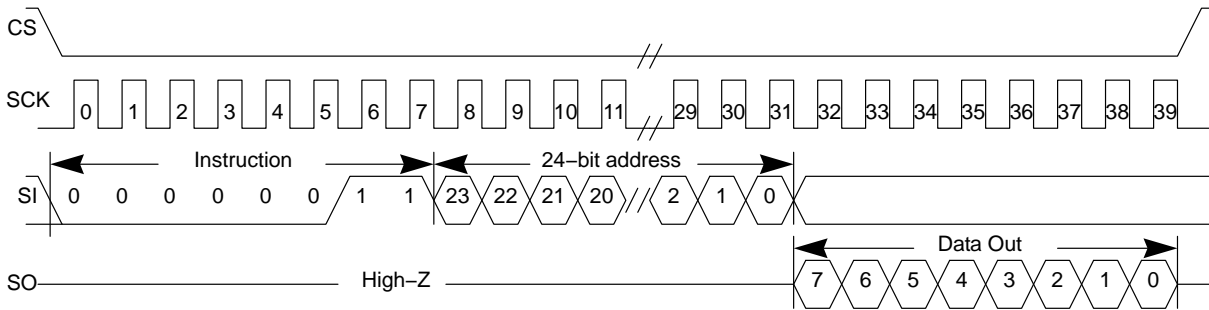 CS
SCK 0 1 2 3 4 5 6 7 8 9 10 11 29 30 31 32 33 34 35 36 37 38 39
Instruction 24–bit address
SI 0 0 0 0 0 0 1 1 23 22 21 20 2 1 0
Data Out
SO High–Z 7 6 5 4 3 2 1 0